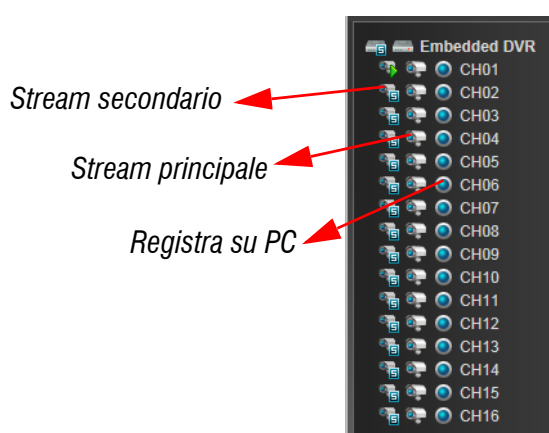 Embedded DVR
CH01
Stream secondario
CH02
CH03
CH04
Stream principale
CH05
CH06
CH07
Registra su PC
CH08
CH09
CH10
CH11
CH12
CH13
CH14
CH15
CH16